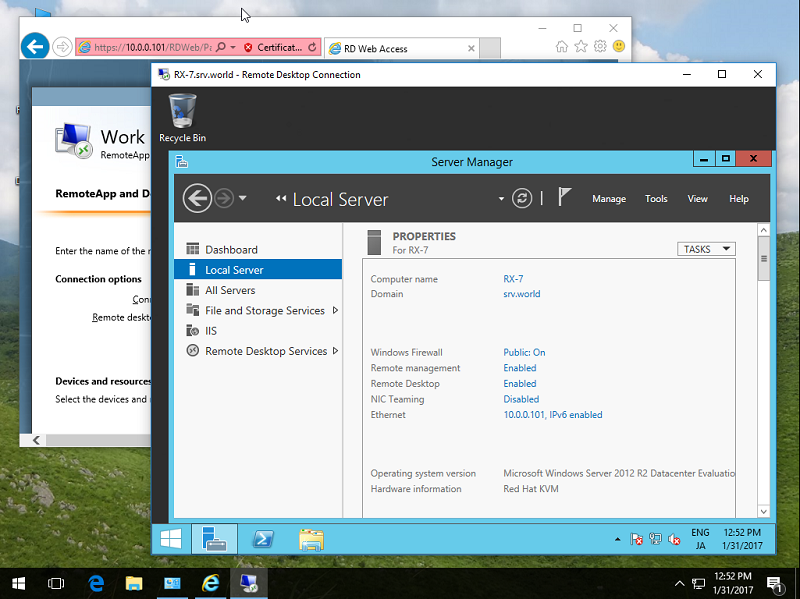 https://10.0.0.101/RDWeb/Pa
Certificat...
RD Web Access
RX-7.srv.world - Remote Desktop Connection
Recycle Bin
Work
RemoteApp
RemoteApp and D
Enter the name of the r
Connection options
Conn
Remote deskto
Devices and resources
Select the devices and
Server Manager
Local Server
Manage
Tools
View
Help
Dashboard
Local Server
All Servers
File and Storage Services
IIS
Remote Desktop Services
PROPERTIES
For RX-7
TASKS
Computer name RX-7
Domain srv.world
Windows Firewall Public: On
Remote management Enabled
Remote Desktop Enabled
NIC Teaming Disabled
Ethernet 10.0.0.101, IPv6 enabled
Operating system version Microsoft Windows Server 2012 R2 Datacenter Evaluatio
Hardware information Red Hat KVM
ENG 12:52 PM
JA 1/31/2017
12:52 PM
1/31/2017
1